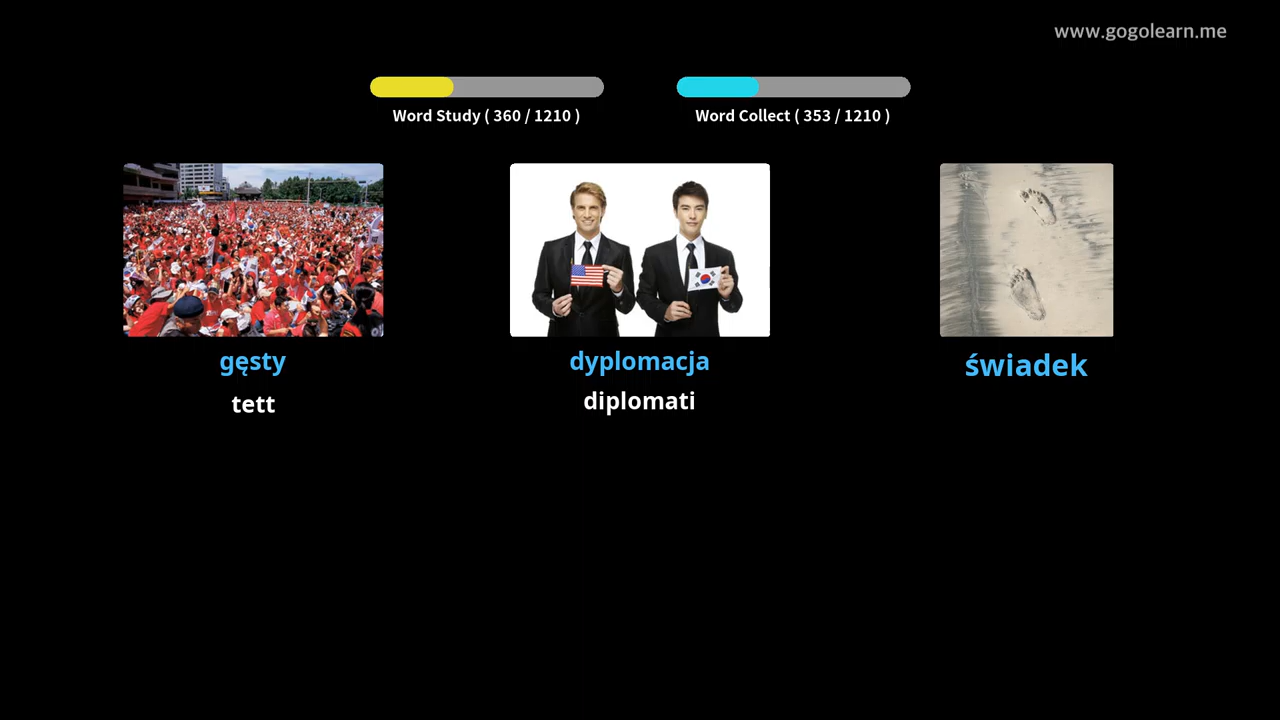 www.gogolearn.me
Word Study ( 360 / 1210 )
Word Collect ( 353 / 1210 )
gęsty
dyplomacja
świadek
tett
diplomati